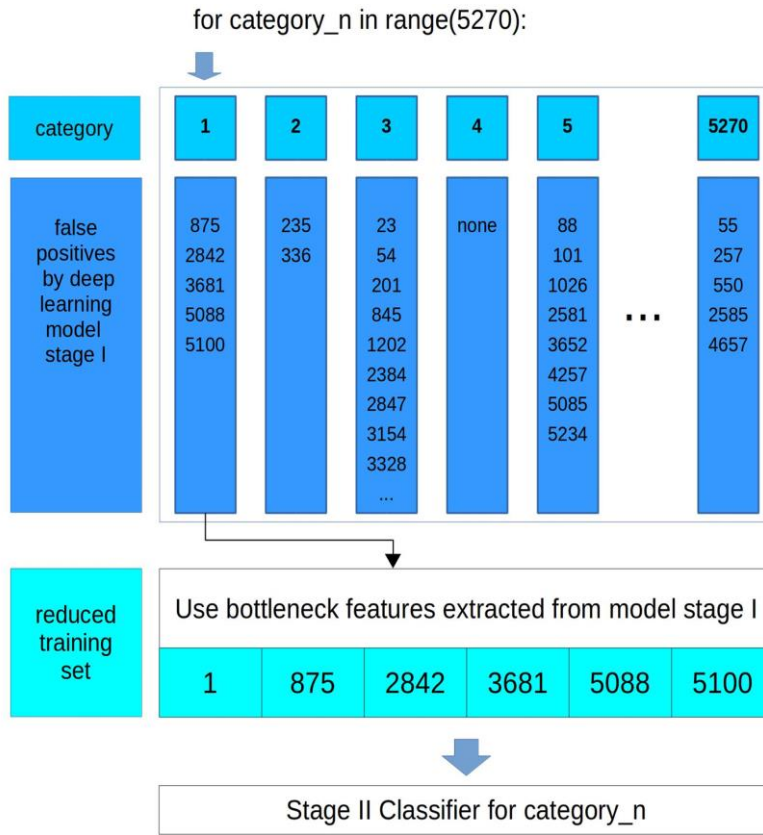 for category_n in range(5270):
category
1
2
3
4
5
5270
false
positives
by deep
learning
model
stage I
875
2842
3681
5088
5100
235
336
23
54
201
845
1202
2384
2847
3154
3328
...
none
88
101
1026
2581
3652
4257
5085
5234
...
55
257
550
2585
4657
reduced
training
set
Use bottleneck features extracted from model stage I
1 875 2842 3681 5088 5100
Stage II Classifier for category_n